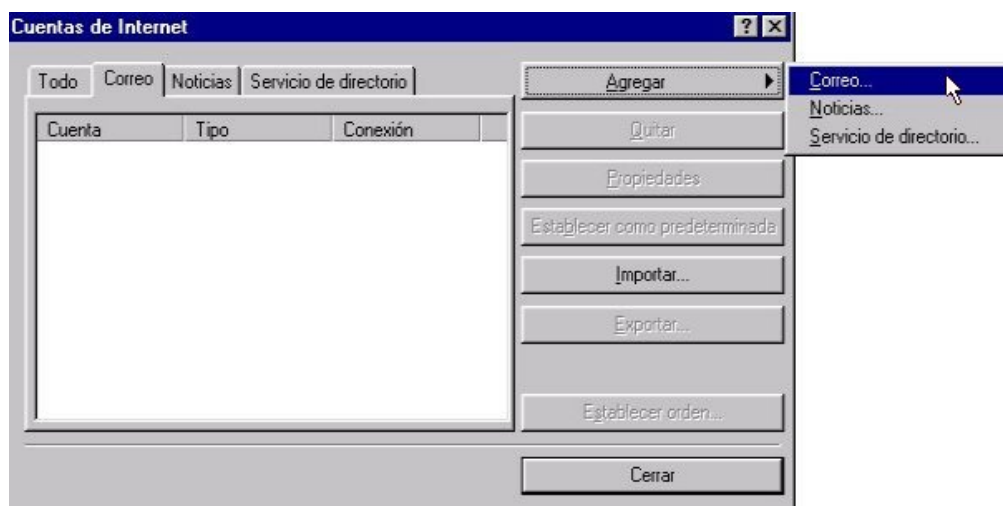 Cuentas de Internet
Todo Correo Noticias Servicio de directorio
Cuenta Tipo Conexión
Agregar
Quitar
Propiedades
Establecer como predeterminada
Importar...
Exportar...
Establecer orden...
Cerrar
Correo...
Noticias...
Servicio de directorio...